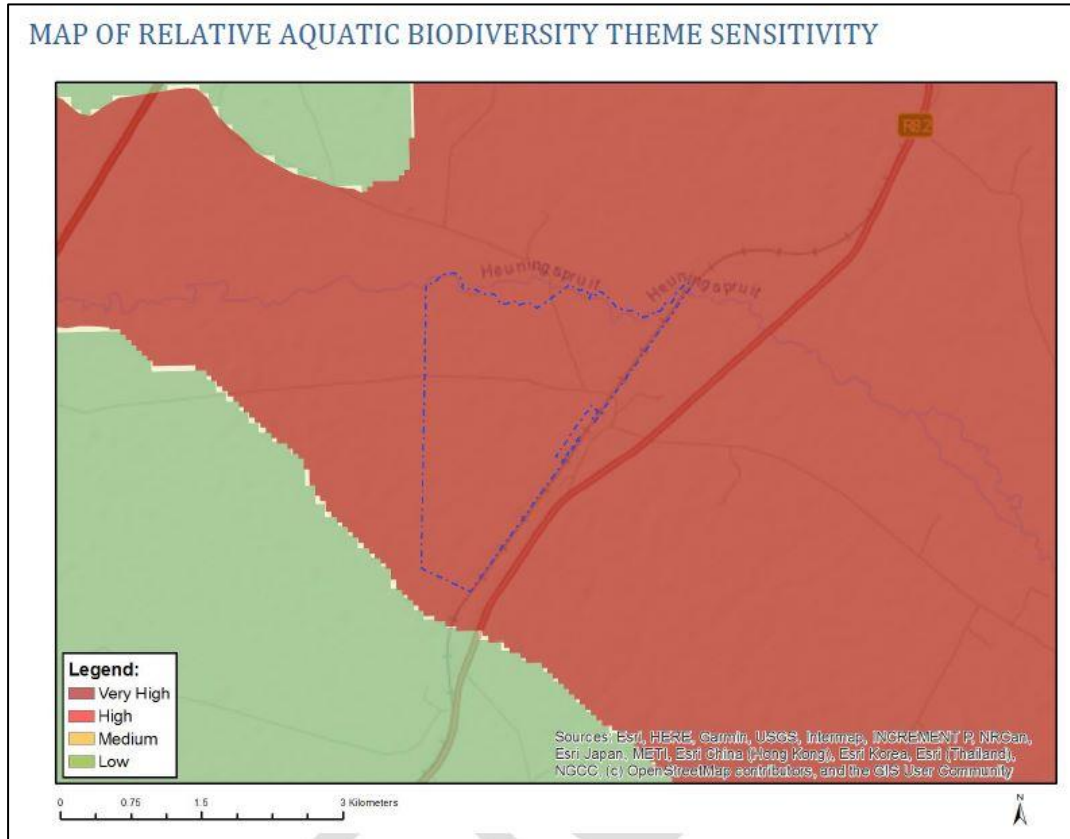 MAP OF RELATIVE AQUATIC BIODIVERSITY THEME SENSITIVITY
R82
Heuningspruit
Heuningspruit
Legend:
Very High
High
Medium
Low
Sources: Esri, HERE, Garmin, USGS, Intermap, INCREMENT P, NRCan,
Esri Japan, METI, Esri China (Hong Kong), Esri Korea, Esri (Thailand),
NGCC, (c) OpenStreetMap contributors, and the GIS User Community
0 0.75 1.5 3 Kilometers
N